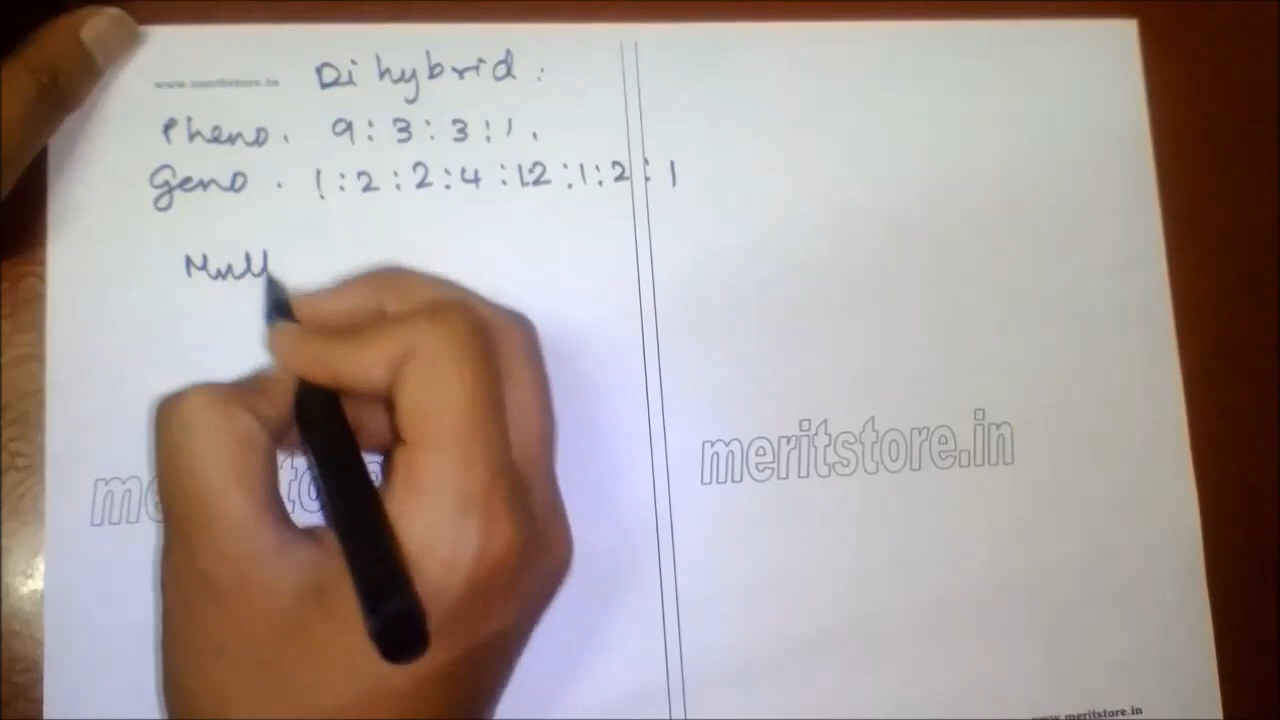 www.meritstore.in
Dihybrid :
Pheno. 9 : 3 : 3 : 1.
Geno. 1 : 2 : 2 : 4 : 12 : 1 : 2 : 1
meritstore.in
www.meritstore.in